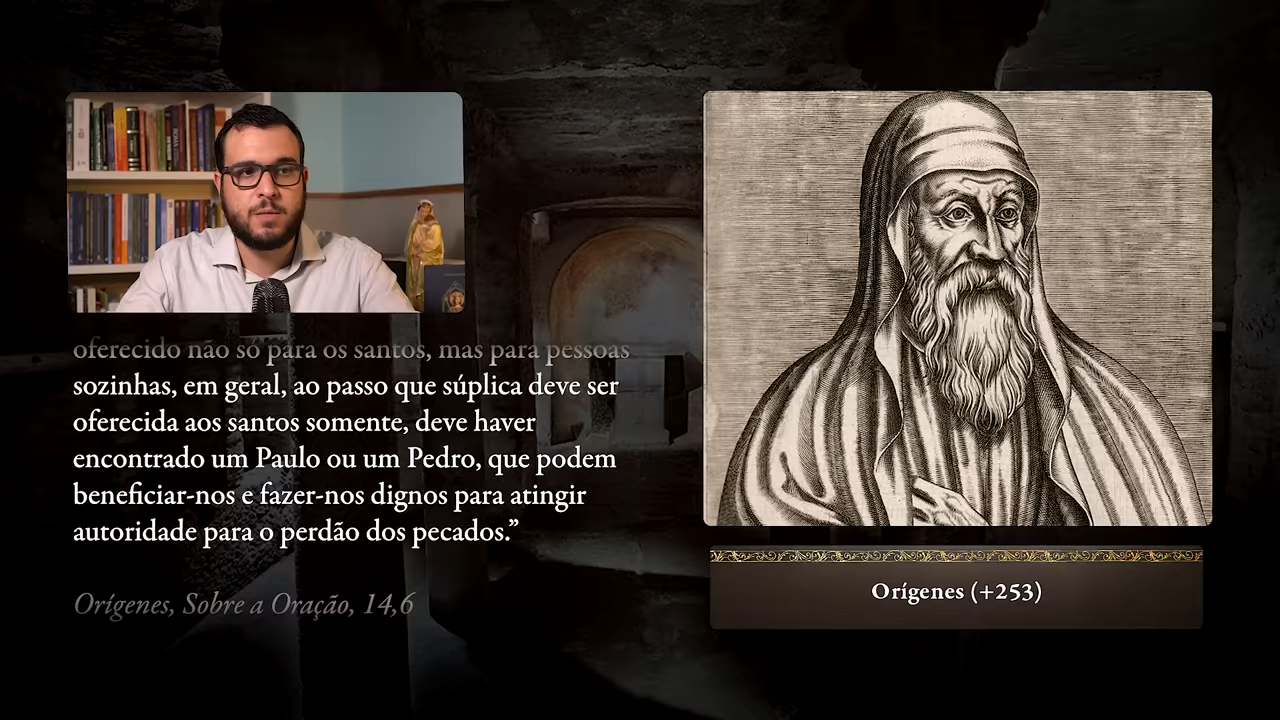 oferecido não só para os santos, mas para pessoas
sozinhas, em geral, ao passo que súplica deve ser
oferecida aos santos somente, deve haver
encontrado um Paulo ou um Pedro, que podem
beneficiar-nos e fazer-nos dignos para atingir
autoridade para o perdão dos pecados.”
Orígenes, Sobre a Oração, 14,6
Orígenes (+253)